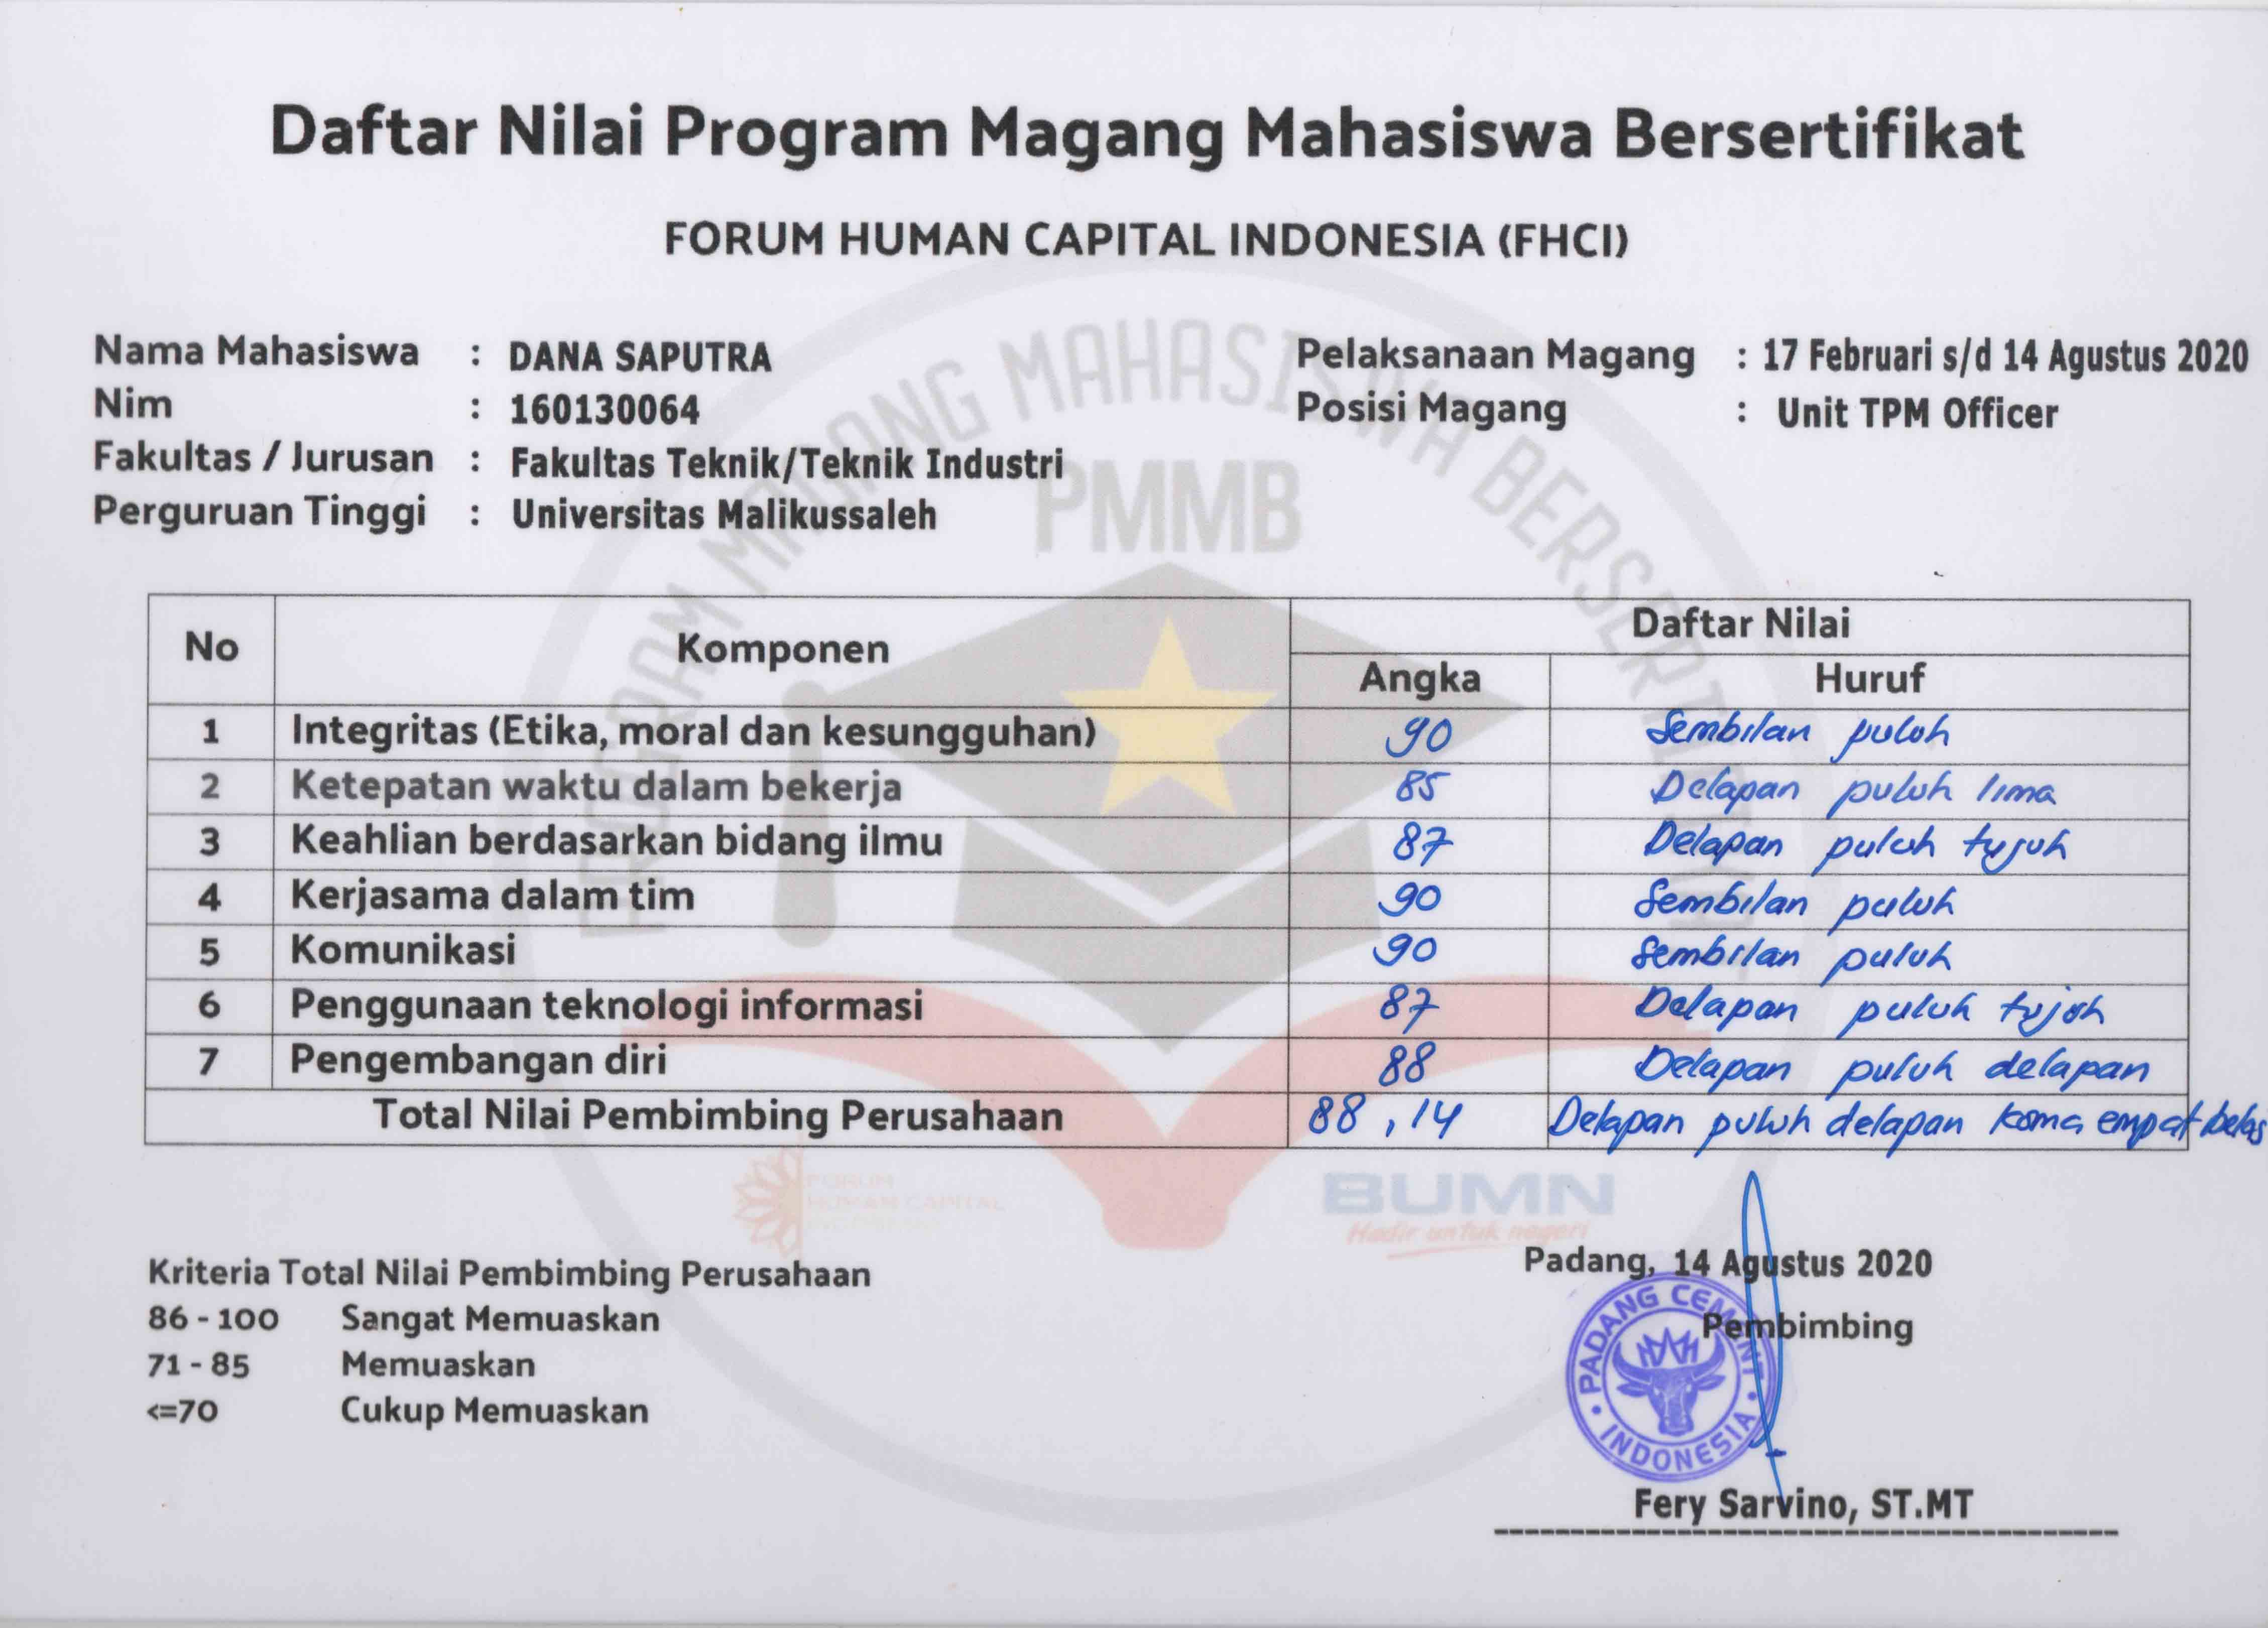 Daftar Nilai Program Magang Mahasiswa Bersertifikat
FORUM HUMAN CAPITAL INDONESIA (FHCI)
Nama Mahasiswa : DANA SAPUTRA
Nim : 160130064
Fakultas / Jurusan : Fakultas Teknik/Teknik Industri
Perguruan Tinggi : Universitas Malikussaleh
Pelaksanaan Magang : 17 Februari s/d 14 Agustus 2020
Posisi Magang : Unit TPM Officer
PROGRAM MAGANG MAHASISWA BERSERTIFIKAT
PMMB
No Komponen Daftar Nilai
Angka Huruf
1 Integritas (Etika, moral dan kesungguhan) 90 Sembilan puluh
2 Ketepatan waktu dalam bekerja 85 Delapan puluh lima
3 Keahlian berdasarkan bidang ilmu 87 Delapan puluh tujuh
4 Kerjasama dalam tim 90 Sembilan puluh
5 Komunikasi 90 Sembilan puluh
6 Penggunaan teknologi informasi 87 Delapan puluh tujuh
7 Pengembangan diri 88 Delapan puluh delapan
Total Nilai Pembimbing Perusahaan 88,14 Delapan puluh delapan koma empat belas
FORUM
HUMAN CAPITAL
INDONESIA
BUMN
Hadir untuk negeri
Kriteria Total Nilai Pembimbing Perusahaan
86 - 100 Sangat Memuaskan
71 - 85 Memuaskan
<=70 Cukup Memuaskan
Padang, 14 Agustus 2020
Pembimbing
PADANG CEMENT
INDONESIA
Fery Sarvino, ST.MT